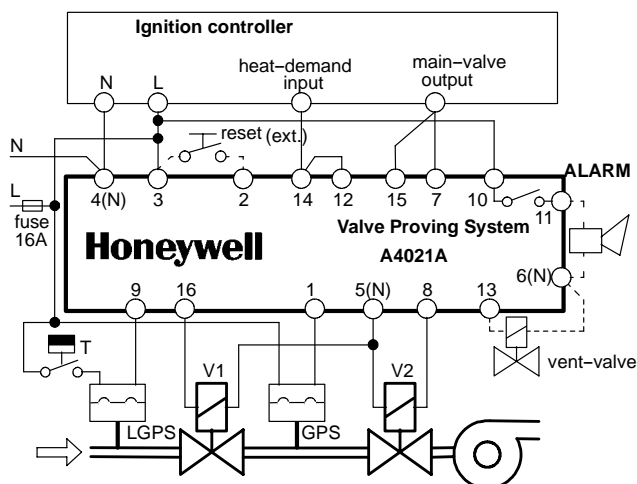 Ignition controller
N
L
heat-demand
input
main-valve
output
reset (ext.)
N
L
fuse
16A
4(N)
3
2
14
12
15
7
10
ALARM
11
Valve Proving System
Honeywell
A4021A
6(N)
9
16
1
5(N)
8
13
T
V1
V2
vent-valve
LGPS
GPS